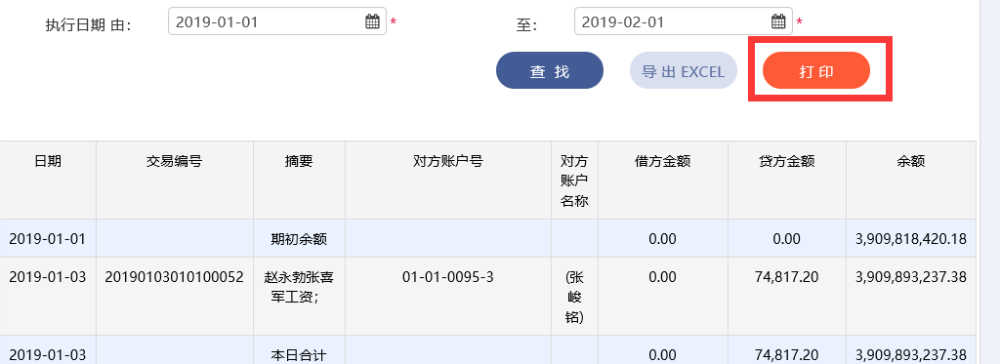 执行日期 由： 2019-01-01 * 至： 2019-02-01 *
查 找 导 出 EXCEL 打 印
日期 交易编号 摘要 对方账户号 对方账户名称 借方金额 贷方金额 余额
2019-01-01 期初余额 0.00 0.00 3,909,818,420.18
2019-01-03 20190103010100052 赵永勃张喜军工资； 01-01-0095-3 (张峻铭) 0.00 74,817.20 3,909,893,237.38
2019-01-03 本日合计 0.00 74,817.20 3,909,893,237.38